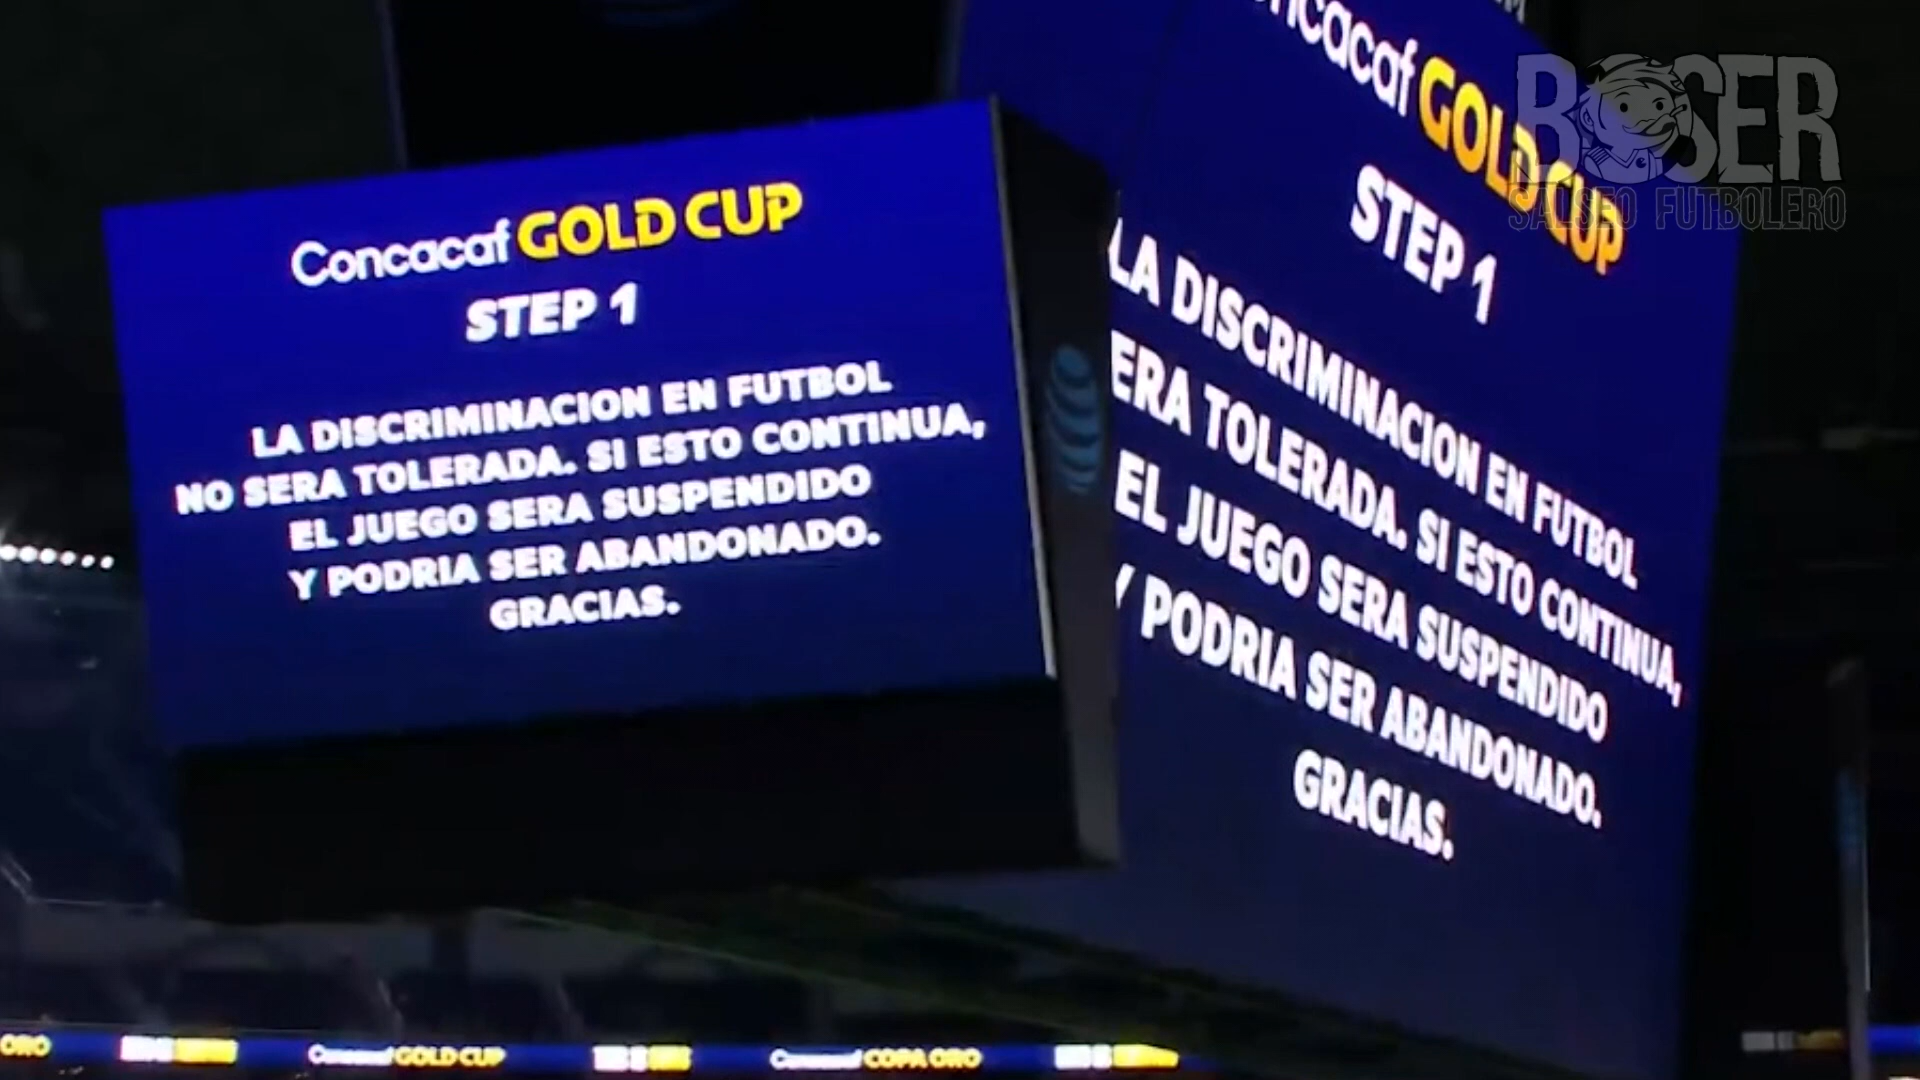 Concacaf GOLD CUP
STEP 1
LA DISCRIMINACION EN FUTBOL
NO SERA TOLERADA. SI ESTO CONTINUA,
EL JUEGO SERA SUSPENDIDO
Y PODRIA SER ABANDONADO.
GRACIAS.
Concacaf GOLD CUP
STEP 1
LA DISCRIMINACION EN FUTBOL
ERA TOLERADA. SI ESTO CONTINUA,
EL JUEGO SERA SUSPENDIDO
Y PODRIA SER ABANDONADO.
GRACIAS.
BOSER
SALSEO FUTBOLERO
ORO
Concacaf GOLD CUP
Concacaf COPA ORO